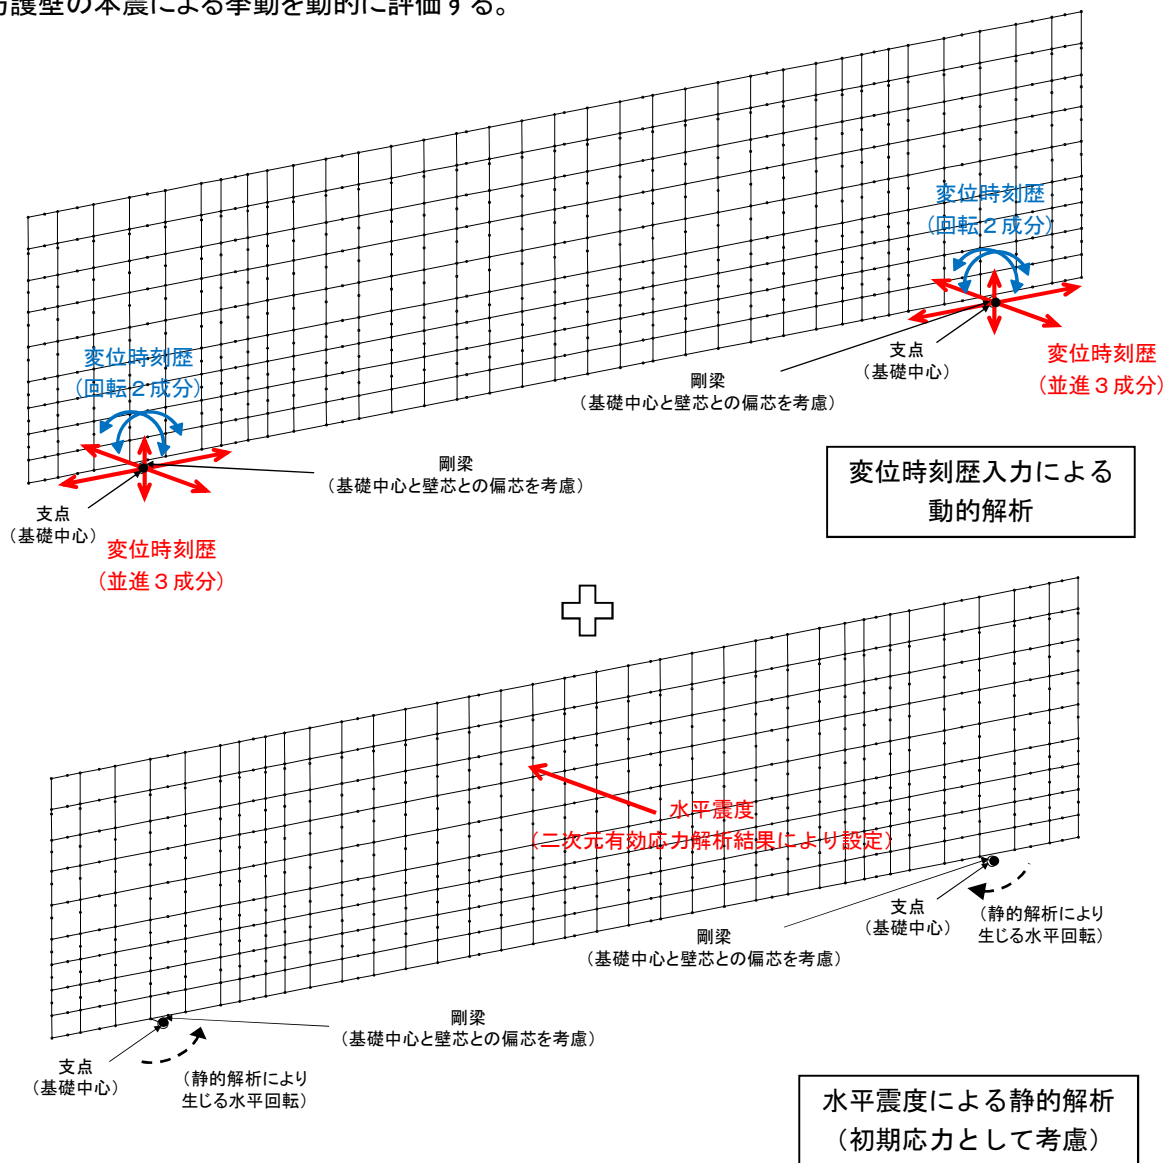 防護壁の本震による挙動を動的に評価する。
変位時刻歴
（回転２成分）
変位時刻歴
（回転２成分）
支点
（基礎中心）
変位時刻歴
（並進３成分）
剛梁
（基礎中心と壁芯との偏芯を考慮）
剛梁
（基礎中心と壁芯との偏芯を考慮）
支点
（基礎中心）
変位時刻歴
（並進３成分）
変位時刻歴入力による
動的解析
水平震度
（二次元有効応力解析結果により設定）
支点
（基礎中心）
（静的解析により
生じる水平回転）
剛梁
（基礎中心と壁芯との偏芯を考慮）
剛梁
（基礎中心と壁芯との偏芯を考慮）
支点
（基礎中心）
（静的解析により
生じる水平回転）
水平震度による静的解析
（初期応力として考慮）